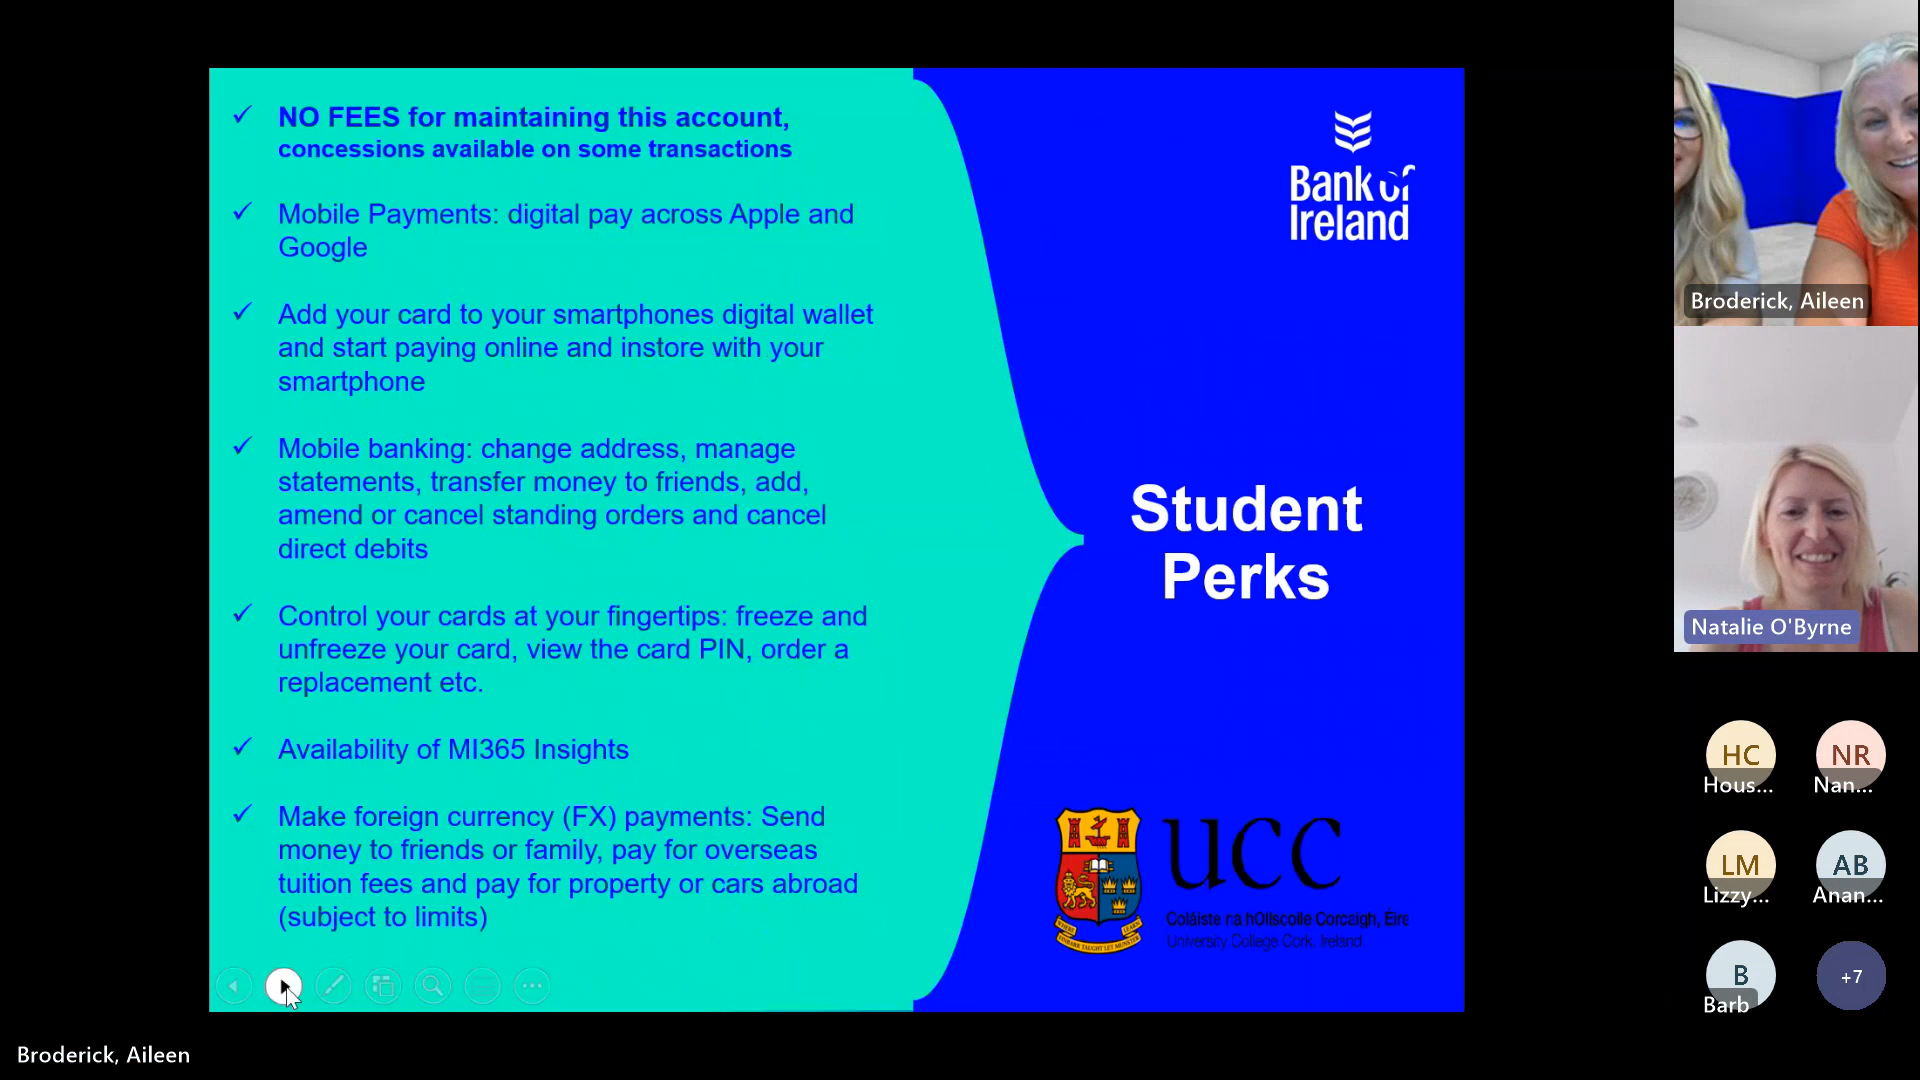 NO FEES for maintaining this account,
concessions available on some transactions
Mobile Payments: digital pay across Apple and
Google
Add your card to your smartphones digital wallet
and start paying online and instore with your
smartphone
Mobile banking: change address, manage
statements, transfer money to friends, add,
amend or cancel standing orders and cancel
direct debits
Control your cards at your fingertips: freeze and
unfreeze your card, view the card PIN, order a
replacement etc.
Availability of MI365 Insights
Make foreign currency (FX) payments: Send
money to friends or family, pay for overseas
tuition fees and pay for property or cars abroad
(subject to limits)
Bank of
Ireland
Student
Perks
UCC
Coláiste na hOllscoile Corcaigh, Éire
University College Cork, Ireland
Broderick, Aileen
Natalie O'Byrne
HC
Hous...
NR
Nan...
LM
Lizzy...
AB
Anan...
B
Barb
+7
Broderick, Aileen